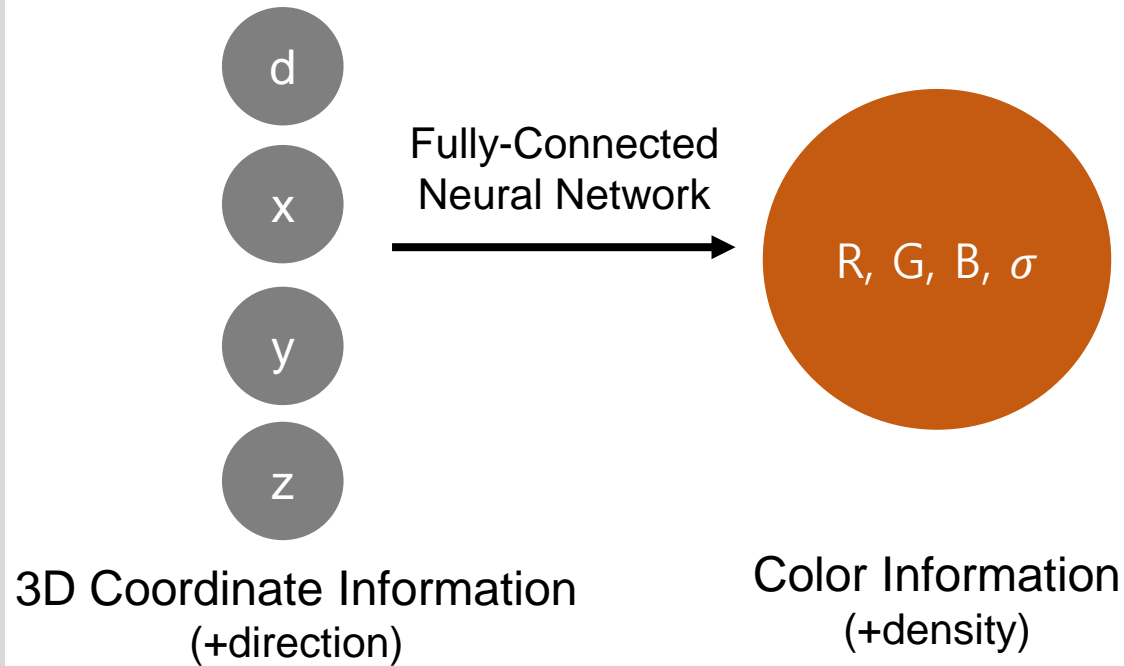 d
x
y
z
Fully-Connected
Neural Network
R, G, B, σ
3D Coordinate Information
(+direction)
Color Information
(+density)